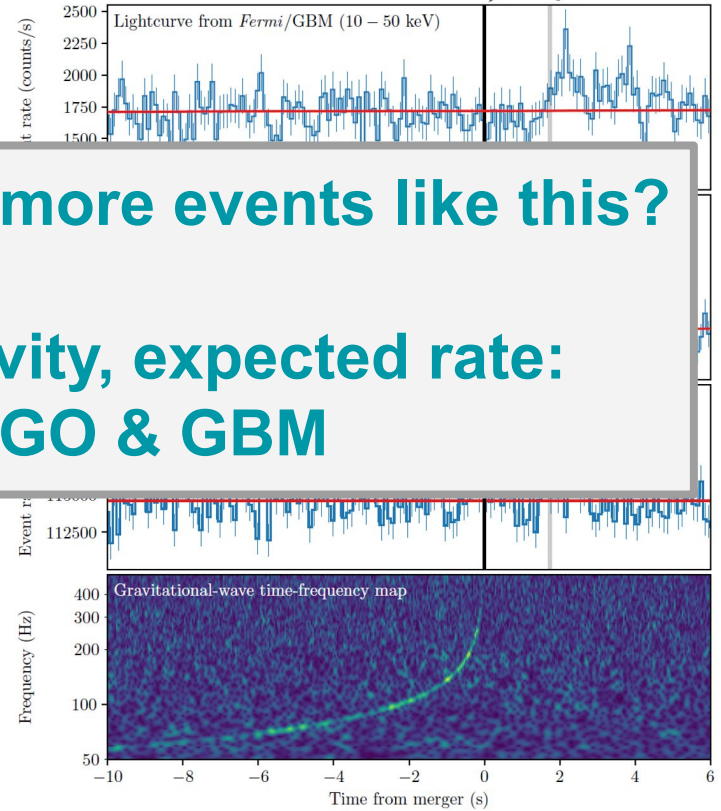 2500
Lightcurve from Fermi/GBM (10 − 50 keV)
2250
2000
1750
1500
(counts/s)
more events like this?
expected rate:
& GBM
112500
Event
Gravitational-wave time-frequency map
400
300
200
100
50
Frequency (Hz)
−10 −8 −6 −4 −2 0 2 4 6
Time from merger (s)